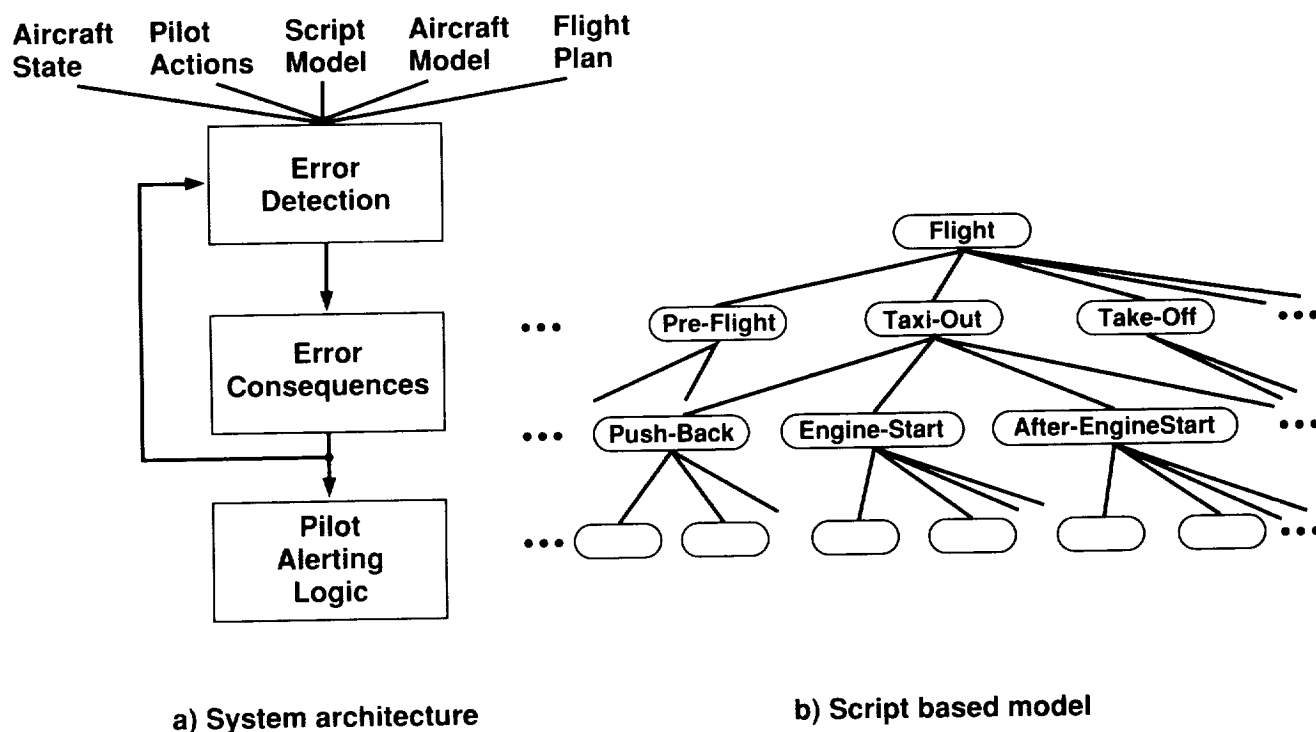 Aircraft State
Pilot Actions
Script Model
Aircraft Model
Flight Plan
Error
Detection
Error
Consequences
Pilot
Alerting
Logic
a) System architecture
Flight
Pre-Flight
Taxi-Out
Take-Off
Push-Back
Engine-Start
After-EngineStart
b) Script based model